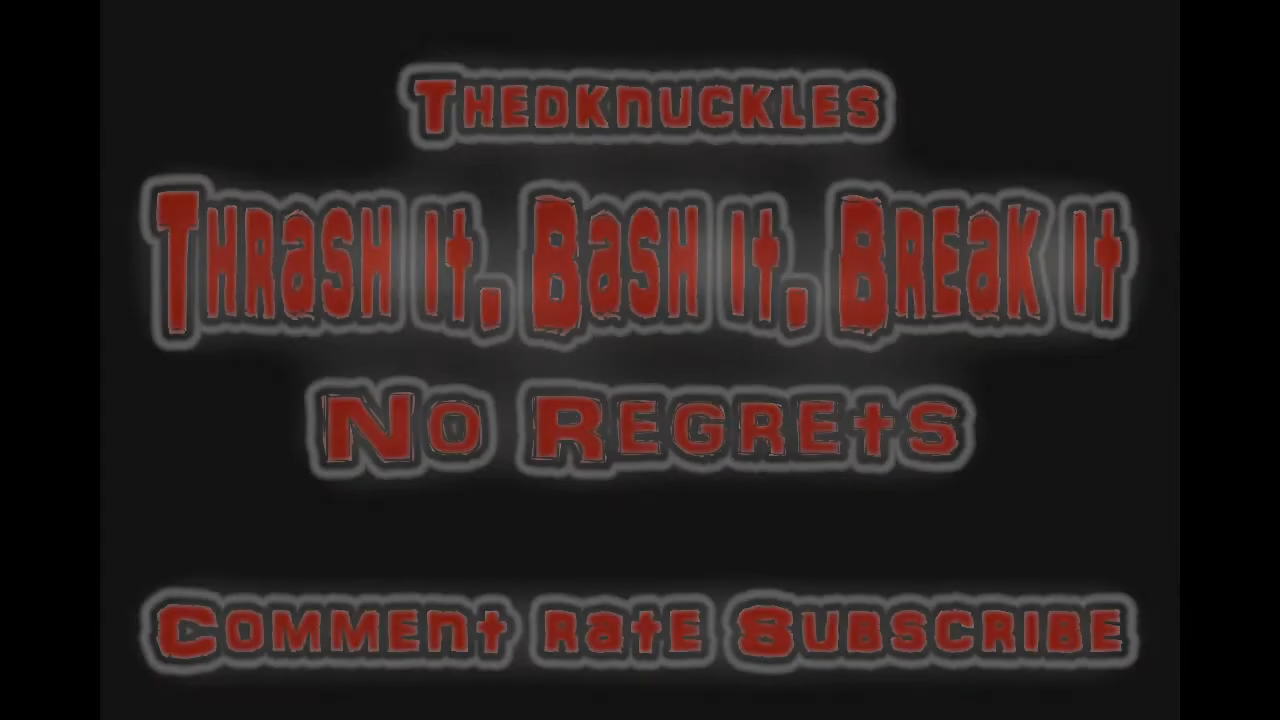 Thedknuckles
Thrash it. Bash it. Break it
No Regrets
Comment rate Subscribe